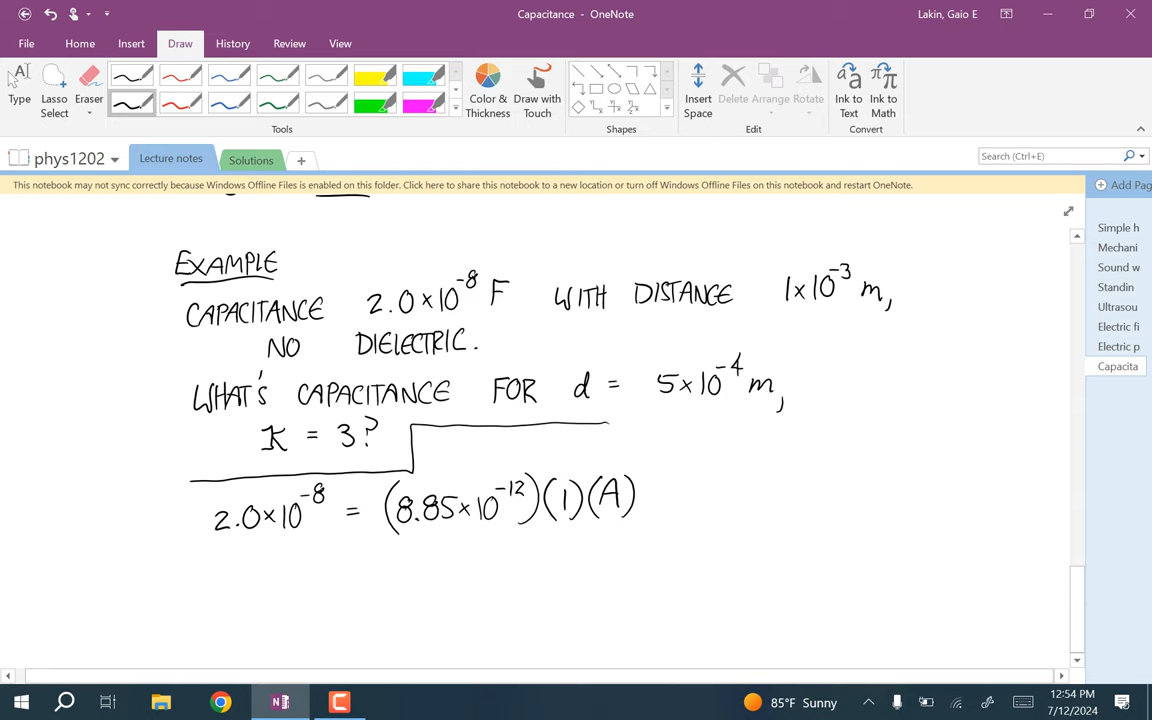 Capacitance - OneNote
Lakin, Gaio E
File Home Insert Draw History Review View
Type
Lasso Select
Eraser
Color & Thickness
Draw with Touch
Insert Space
Delete
Arrange
Rotate
Ink to Text
Ink to Math
Tools
Shapes
Edit
Convert
phys1202
Lecture notes
Solutions
Search (Ctrl+E)
This notebook may not sync correctly because Windows Offline Files is enabled on this folder. Click here to share this notebook to a new location or turn off Windows Offline Files on this notebook and restart OneNote.
Add Pag
Simple h
Mechani
Sound w
Standin
Ultrasou
Electric fi
Electric p
Capacita
EXAMPLE
CAPACITANCE 2.0×10⁻⁸ F WITH DISTANCE 1×10⁻³ m,
NO DIELECTRIC.
WHAT'S CAPACITANCE FOR d = 5×10⁻⁴ m,
K = 3?
2.0×10⁻⁸ = (8.85×10⁻¹²)(1)(A)
85°F Sunny
12:54 PM
7/12/2024